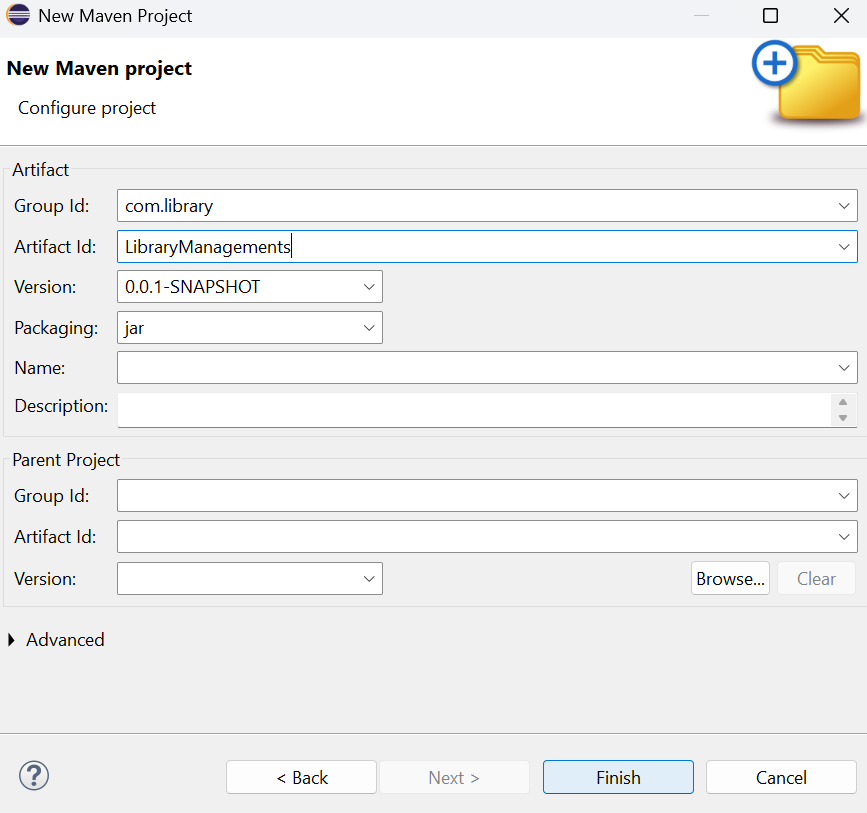 New Maven Project
New Maven project
Configure project
Artifact
Group Id: com.library
Artifact Id: LibraryManagements
Version: 0.0.1-SNAPSHOT
Packaging: jar
Name:
Description:
Parent Project
Group Id:
Artifact Id:
Version: Browse... Clear
Advanced
? < Back Next > Finish Cancel